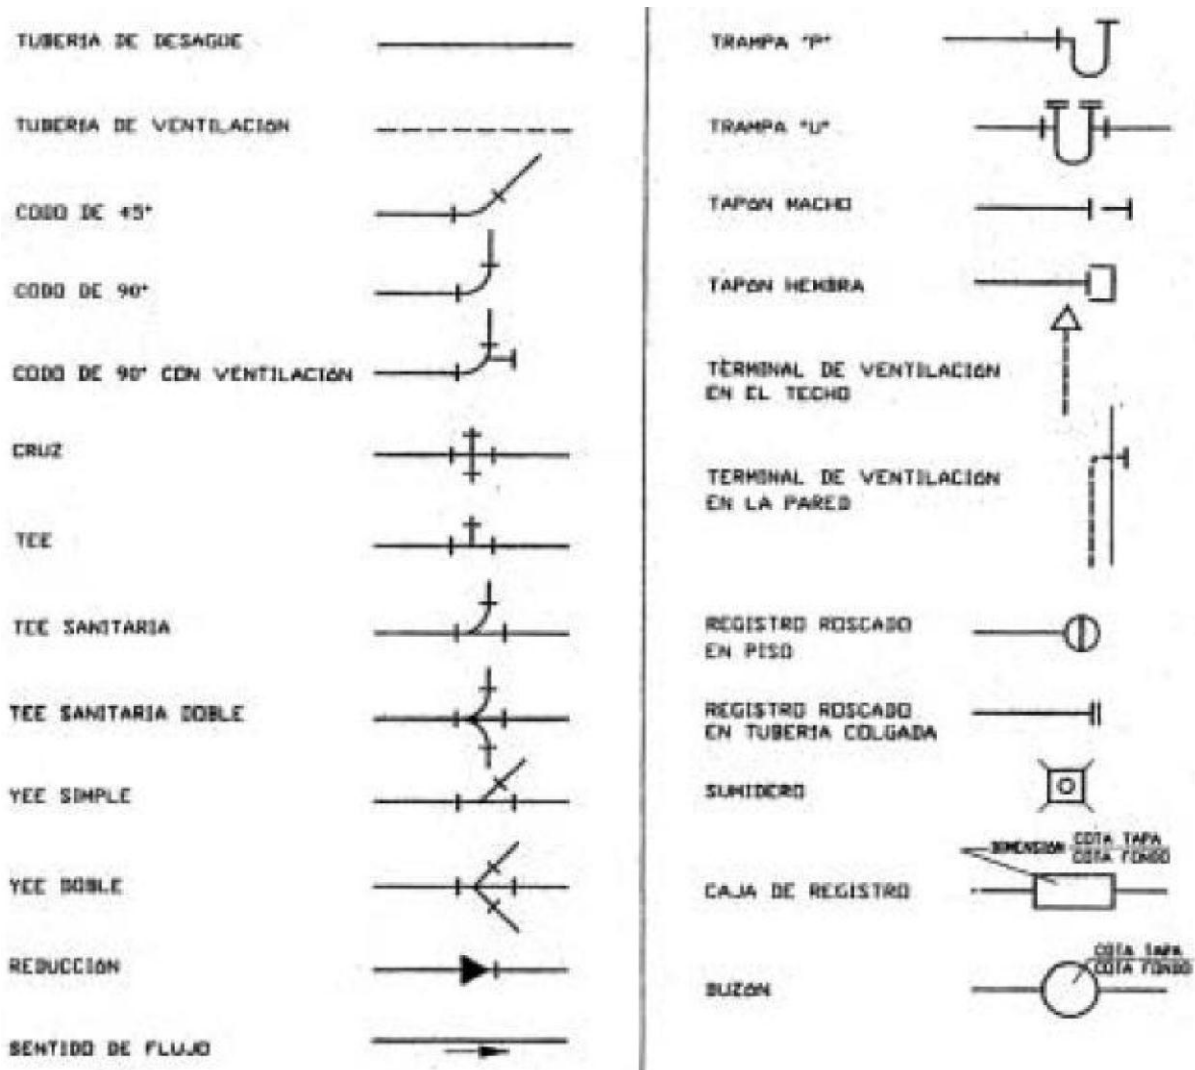 TUBERIA DE DESAGUE
TUBERIA DE VENTILACION
CODO DE 45°
CODO DE 90°
CODO DE 90° CON VENTILACION
CRUZ
TEE
TEE SANITARIA
TEE SANITARIA DOBLE
YEE SIMPLE
YEE DOBLE
REDUCCION
SENTIDO DE FLUJO
TRAMPA "P"
TRAMPA "U"
TAPON MACHO
TAPON HEMBRA
TERMINAL DE VENTILACION
EN EL TECHO
TERMINAL DE VENTILACION
EN LA PARED
REGISTRO ROSCADO
EN PISO
REGISTRO ROSCADO
EN TUBERIA COLGADA
SUMIDERO
DIMENSION COTA TAPA
COTA FONDO
CAJA DE REGISTRO
COTA TAPA
COTA FONDO
BUZON